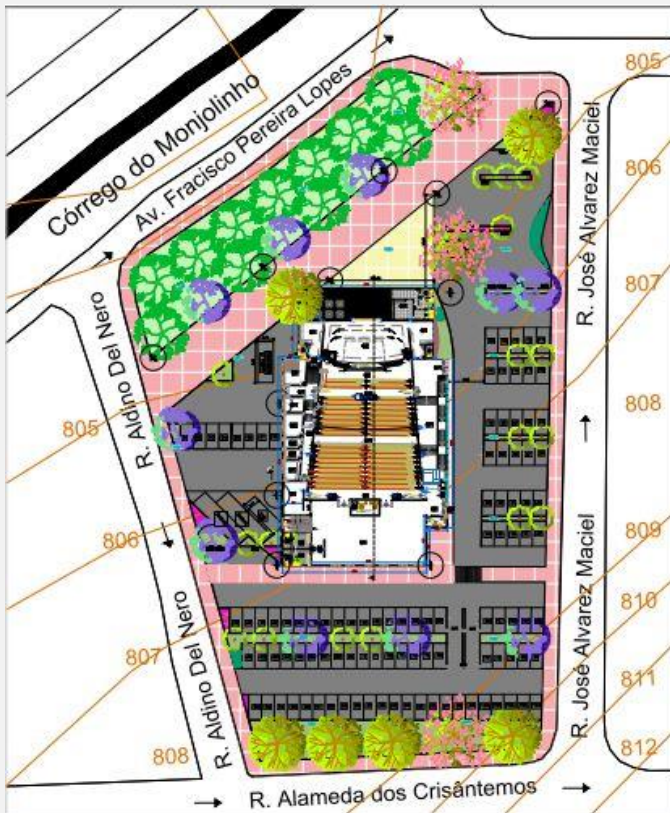 805
Córrego do Monjolinho
Av. Fracisco Pereira Lopes
R. José Alvarez Maciel
806
807
R. Aldino Del Nero
808
805
809
806
810
R. Aldino Del Nero
R. José Alvarez Maciel
807
811
808
812
R. Alameda dos Crisântemos